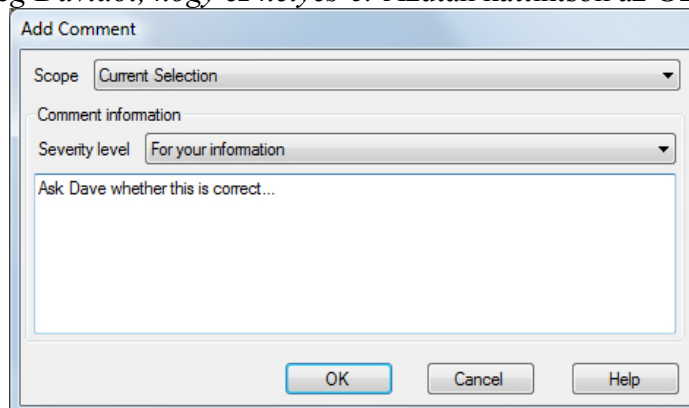 Add Comment
Scope Current Selection
Comment information
Severity level For your information
Ask Dave whether this is correct...
OK Cancel Help